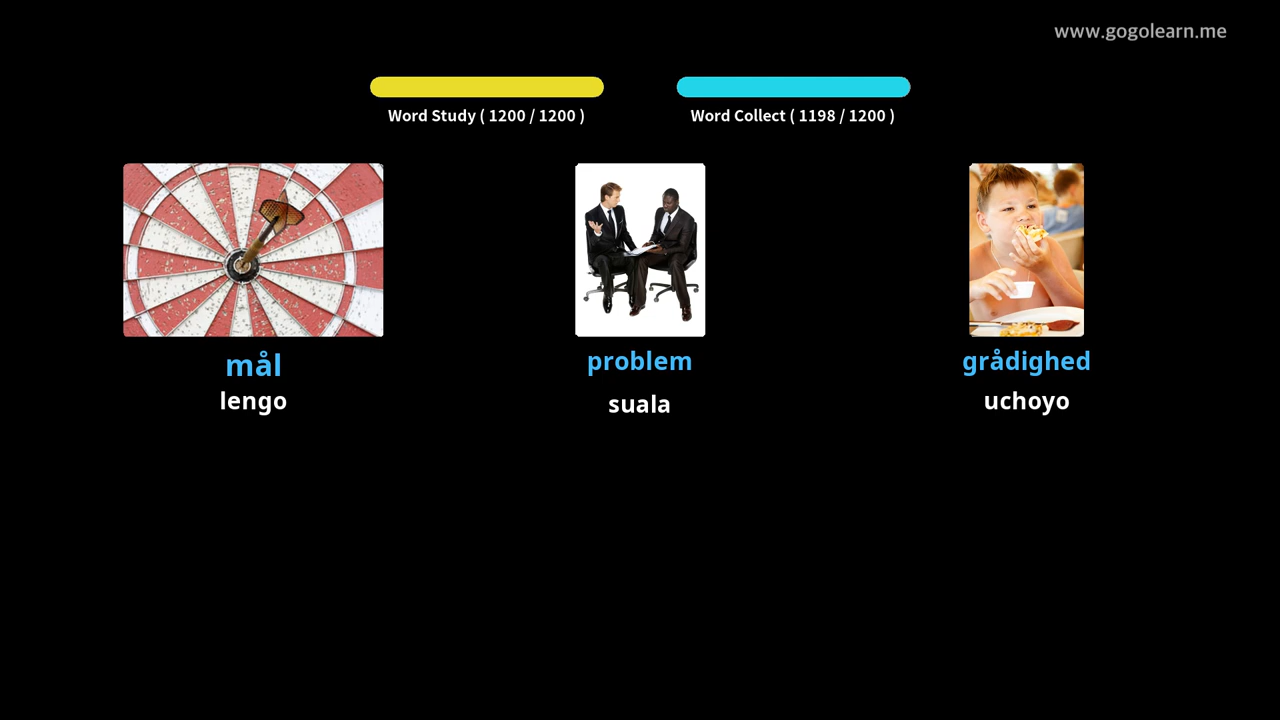 www.gogolearn.me
Word Study ( 1200 / 1200 )
Word Collect ( 1198 / 1200 )
mål
problem
grådighed
lengo
suala
uchoyo